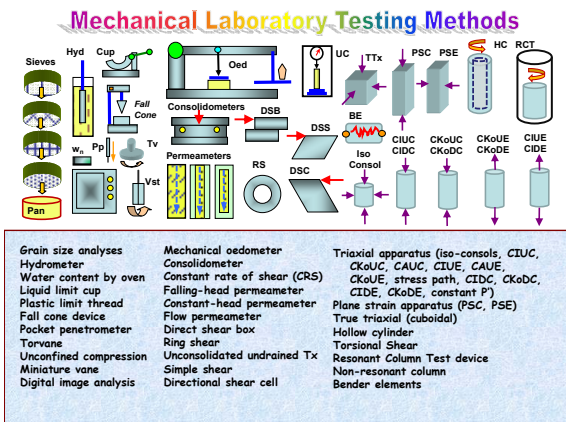 Mechanical Laboratory Testing Methods
Hyd Cup
Sieves
Oed
UC
TTx
PSC PSE
HC RCT
Fall
Cone
Consolidometers
DSB
DSS
BE
wn
Pp
Tv
Permeameters
RS
Iso
Consol
CIUC
CIDC
CKoUC
CKoDC
CKoUE
CKoDE
CIUE
CIDE
DSC
Vst
Pan
Grain size analyses
Hydrometer
Water content by oven
Liquid limit cup
Plastic limit thread
Fall cone device
Pocket penetrometer
Torvane
Unconfined compression
Miniature vane
Digital image analysis
Mechanical oedometer
Consolidometer
Constant rate of shear (CRS)
Falling-head permeameter
Constant-head permeameter
Flow permeameter
Direct shear box
Ring shear
Unconsolidated undrained Tx
Simple shear
Directional shear cell
Triaxial apparatus (iso-consols, CIUC,
CKoUC, CAUC, CIUE, CAUE,
CKoUE, stress path, CIDC, CKoDC,
CIDE, CKoDE, constant P')
Plane strain apparatus (PSC, PSE)
True triaxial (cuboidal)
Hollow cylinder
Torsional Shear
Resonant Column Test device
Non-resonant column
Bender elements